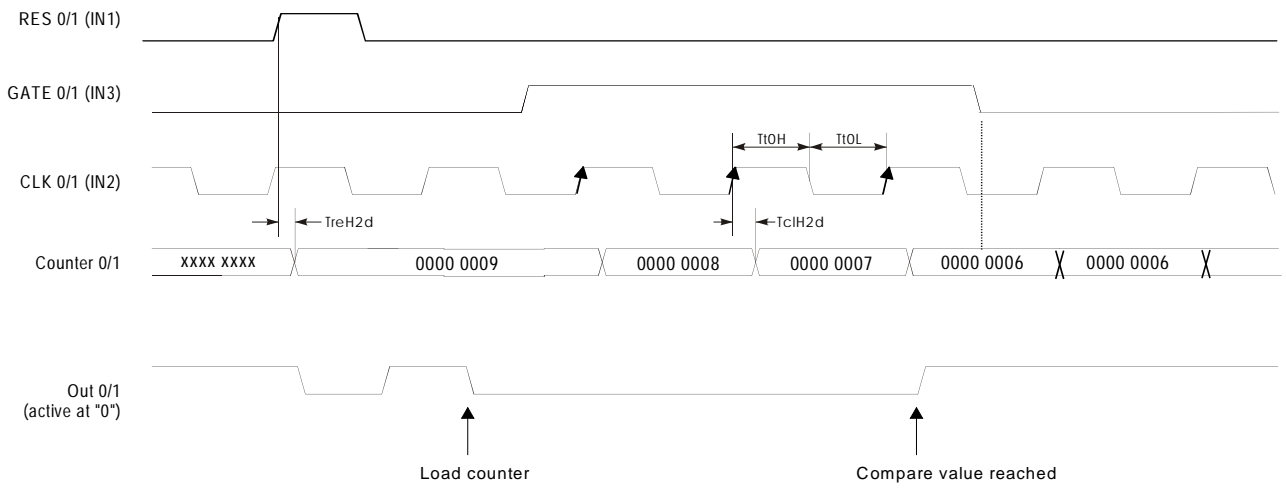 RES 0/1 (IN1)
GATE 0/1 (IN3)
Tt0H
Tt0L
CLK 0/1 (IN2)
TreH2d
TclH2d
Counter 0/1
xxxx xxxx
0000 0009
0000 0008
0000 0007
0000 0006
0000 0006
Out 0/1
(active at "0")
Load counter
Compare value reached